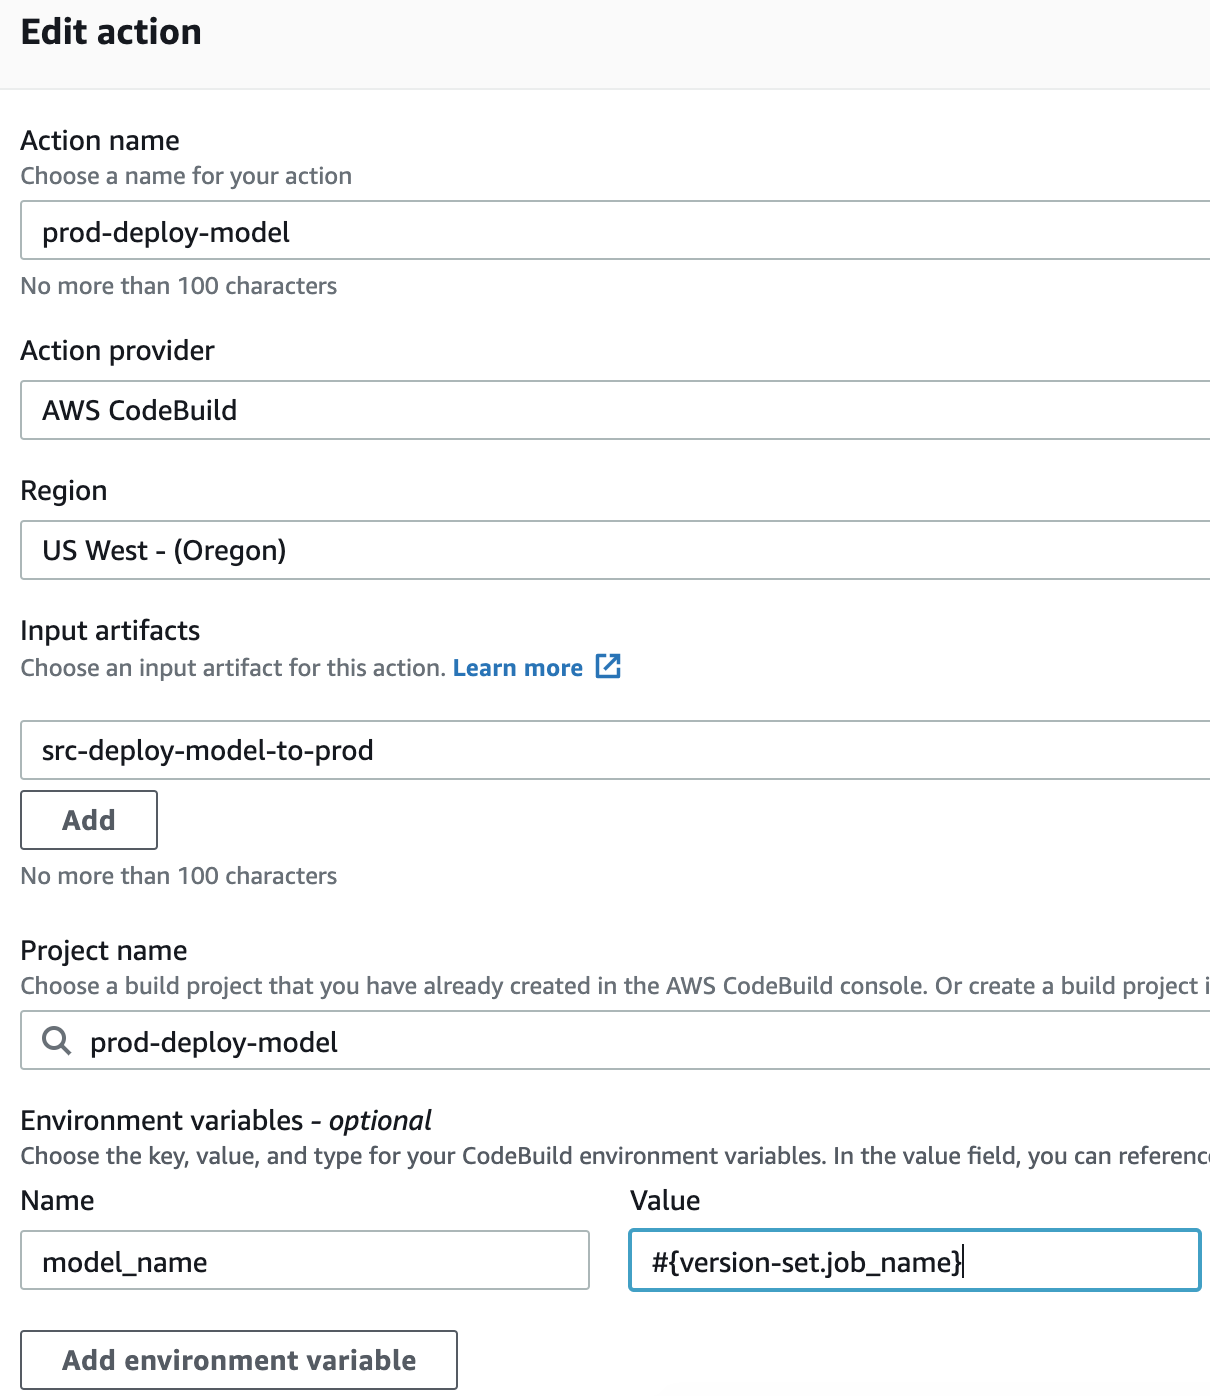 Edit action
Action name
Choose a name for your action
prod-deploy-model
No more than 100 characters
Action provider
AWS CodeBuild
Region
US West - (Oregon)
Input artifacts
Choose an input artifact for this action. Learn more
src-deploy-model-to-prod
Add
No more than 100 characters
Project name
Choose a build project that you have already created in the AWS CodeBuild console. Or create a build project i
prod-deploy-model
Environment variables - optional
Choose the key, value, and type for your CodeBuild environment variables. In the value field, you can referenc
Name Value
model_name #{version-set.job_name}
Add environment variable